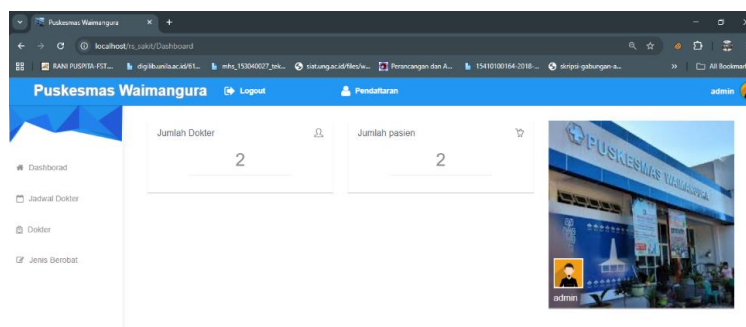 Puskesmas Waimangura
localhost/rs_sakit/Dashboard
RANI PUSPITA-FST...
digilib.unila.ac.id/61...
mhs_153040027_tek...
siat.ung.ac.id/files/w...
Perancangan dan A...
15410100164-2018-...
skripsi-gabungan-a...
All Bookmark
Puskesmas Waimangura
Logout
Pendaftaran
admin
Jumlah Dokter
Jumlah pasien
2
2
Dashborad
Jadwal Dokter
Dokter
Jenis Berobat
PUSKESMAS WAIMANGURA
admin